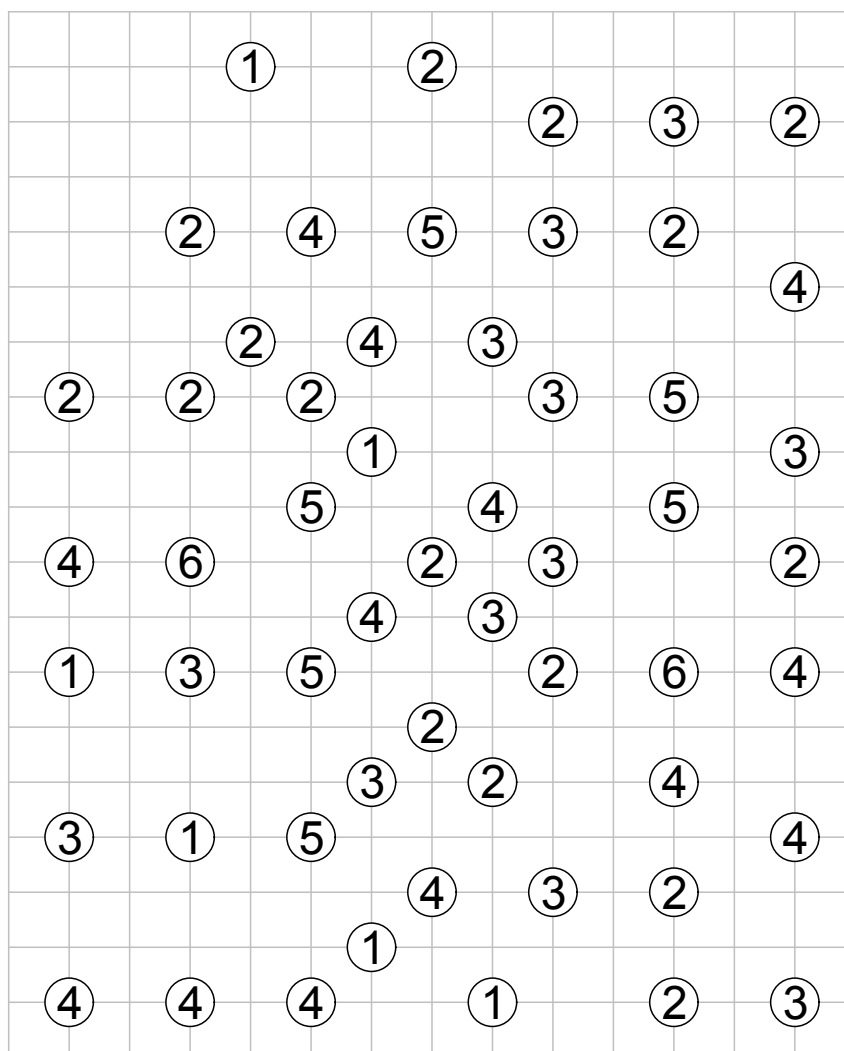 1 2
2 3 2
2 4 5 3 2
4
2 4 3
2 2 2 3 5
1 3
5 4 5
4 6 2 3 2
4 3
1 3 5 2 6 4
2
3 2 4
3 1 5 4
4 3 2
1
4 4 4 1 2 3